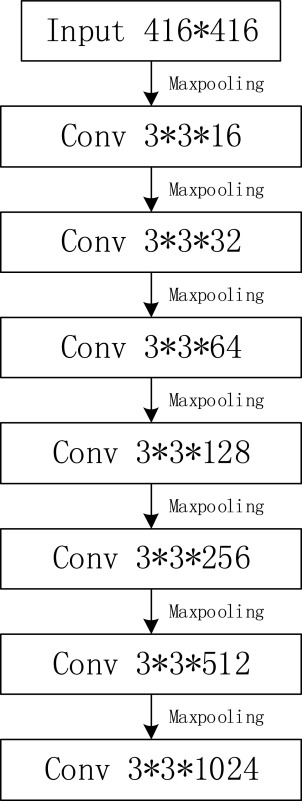 Input 416*416
Maxpooling
Conv 3*3*16
Maxpooling
Conv 3*3*32
Maxpooling
Conv 3*3*64
Maxpooling
Conv 3*3*128
Maxpooling
Conv 3*3*256
Maxpooling
Conv 3*3*512
Maxpooling
Conv 3*3*1024